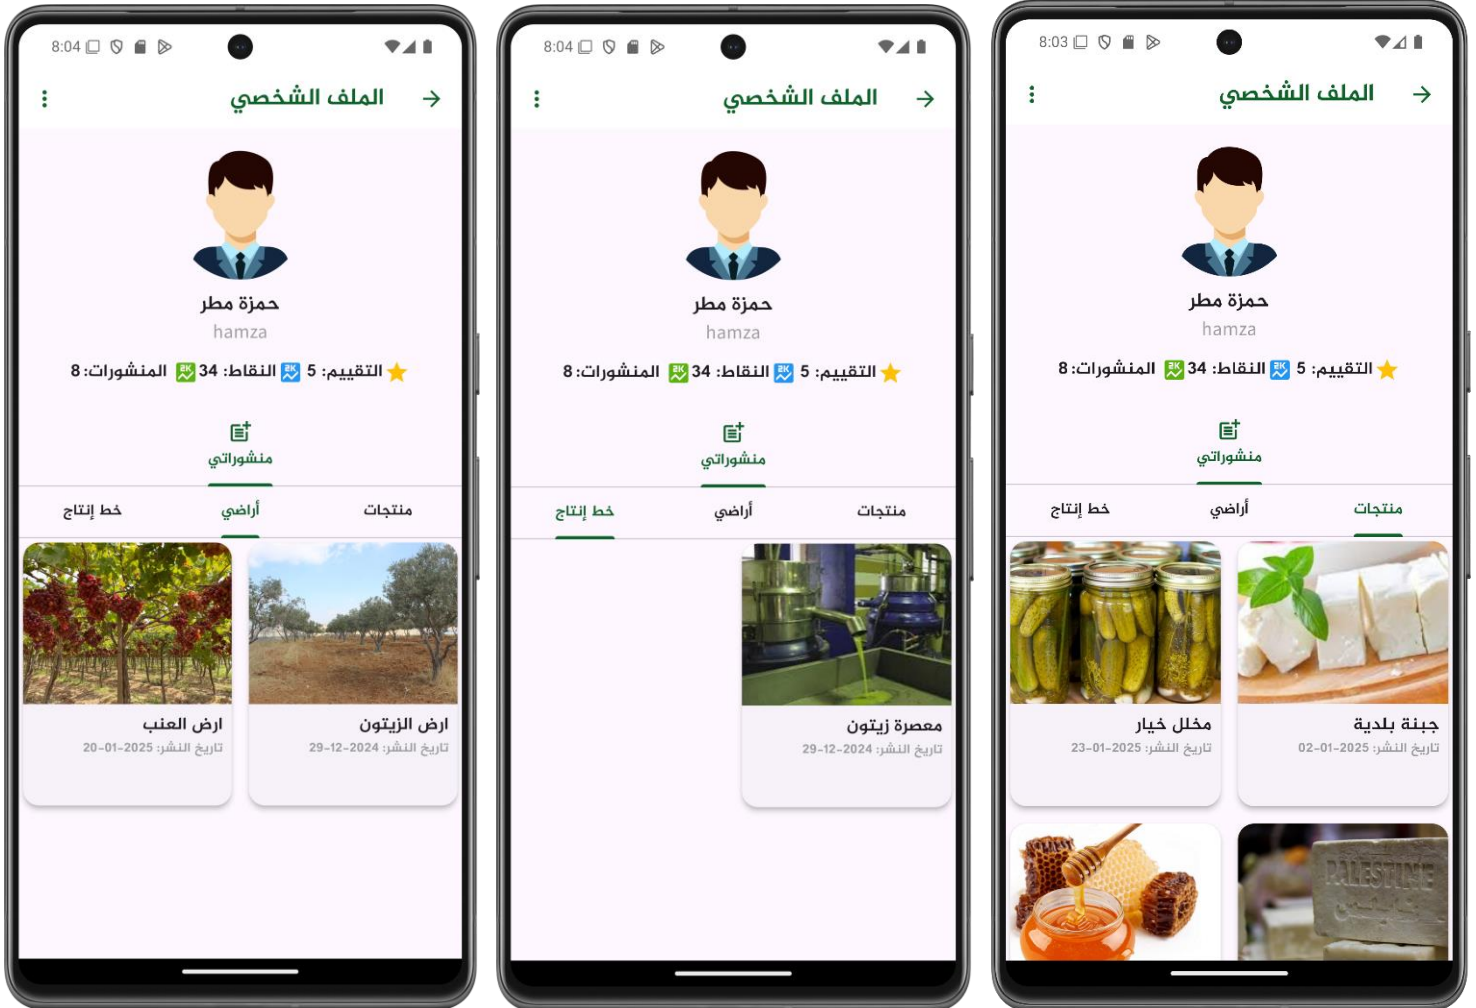 8:04
الملف الشخصي
حمزة مطر
hamza
التقييم: 5 النقاط: 34 المنشورات: 8
منشوراتي
منتجات أراضي خط إنتاج
ارض الزيتون ارض العنب
تاريخ النشر: 2024-12-29 تاريخ النشر: 2025-01-20
8:04
الملف الشخصي
حمزة مطر
hamza
التقييم: 5 النقاط: 34 المنشورات: 8
منشوراتي
منتجات أراضي خط إنتاج
معصرة زيتون
تاريخ النشر: 2024-12-29
8:03
الملف الشخصي
حمزة مطر
hamza
التقييم: 5 النقاط: 34 المنشورات: 8
منشوراتي
منتجات أراضي خط إنتاج
جبنة بلدية مخلل خيار
تاريخ النشر: 2025-01-02 تاريخ النشر: 2025-01-23
PALESTINE